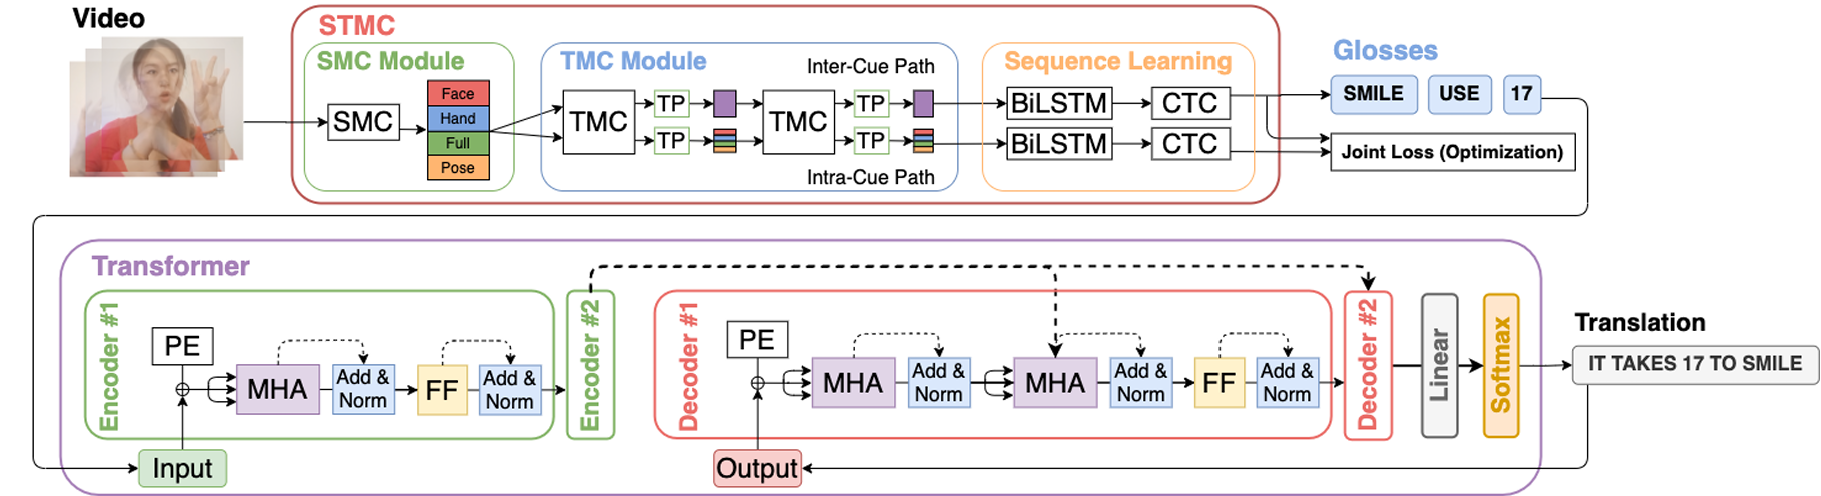 Video
STMC
SMC Module
SMC
Face
Hand
Full
Pose
TMC Module
Inter-Cue Path
TMC
TP
TP
TMC
TP
TP
Intra-Cue Path
Sequence Learning
BiLSTM
CTC
BiLSTM
CTC
Glosses
SMILE
USE
17
Joint Loss (Optimization)
Transformer
Encoder #1
PE
MHA
Add &
Norm
FF
Add &
Norm
Input
Encoder #2
Decoder #1
PE
MHA
Add &
Norm
MHA
Add &
Norm
FF
Add &
Norm
Output
Decoder #2
Linear
Softmax
Translation
IT TAKES 17 TO SMILE